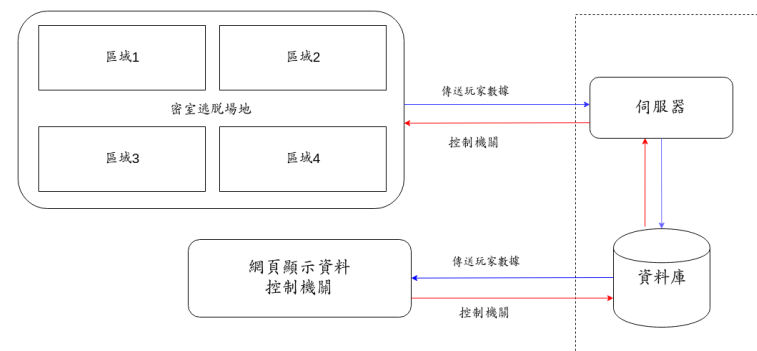 區域1
區域2
密室逃脫場地
區域3
區域4
傳送玩家數據
控制機關
伺服器
網頁顯示資料
控制機關
傳送玩家數據
控制機關
資料庫